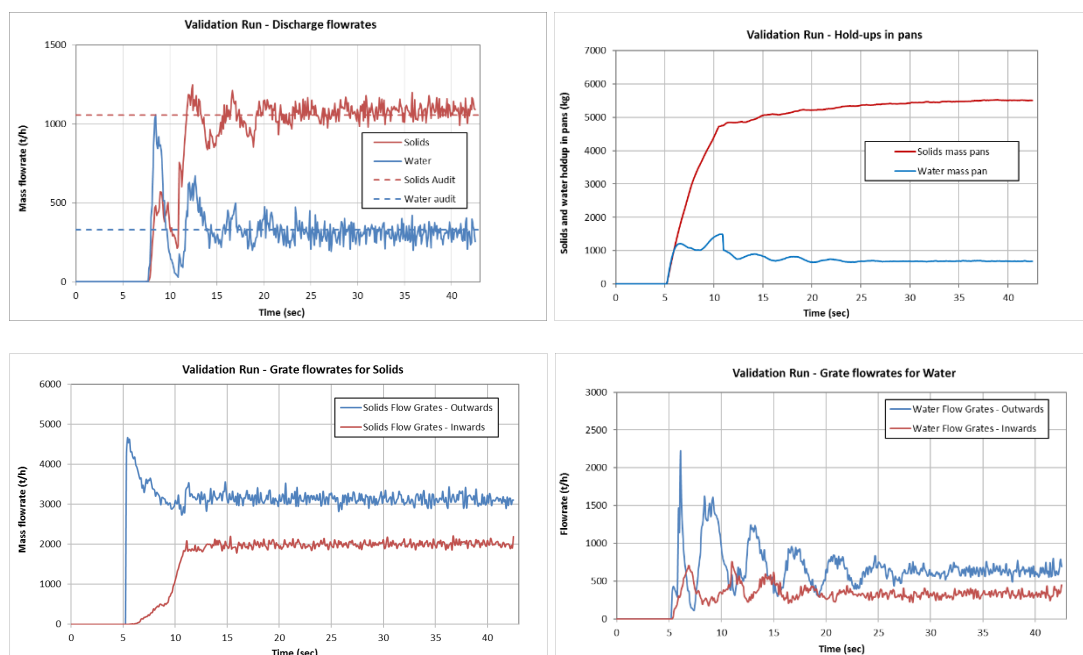 Validation Run - Discharge flowrates
1500
1000
500
0
Mass flowrate (t/h)
Solids
Water
Solids Audit
Water audit
0 5 10 15 20 25 30 35 40
Time (sec)
Validation Run - Hold-ups in pans
7000
6000
5000
4000
3000
2000
1000
0
Solids and water holdup in pans (kg)
Solids mass pans
Water mass pan
0 5 10 15 20 25 30 35 40
Time (sec)
Validation Run - Grate flowrates for Solids
6000
5000
4000
3000
2000
1000
0
Mass flowrate (t/h)
Solids Flow Grates - Outwards
Solids Flow Grates - Inwards
0 5 10 15 20 25 30 35 40
Time (sec)
Validation Run - Grate flowrates for Water
3000
2500
2000
1500
1000
500
0
Flowrate (t/h)
Water Flow Grates - Outwards
Water Flow Grates - Inwards
0 5 10 15 20 25 30 35 40
Time (sec)